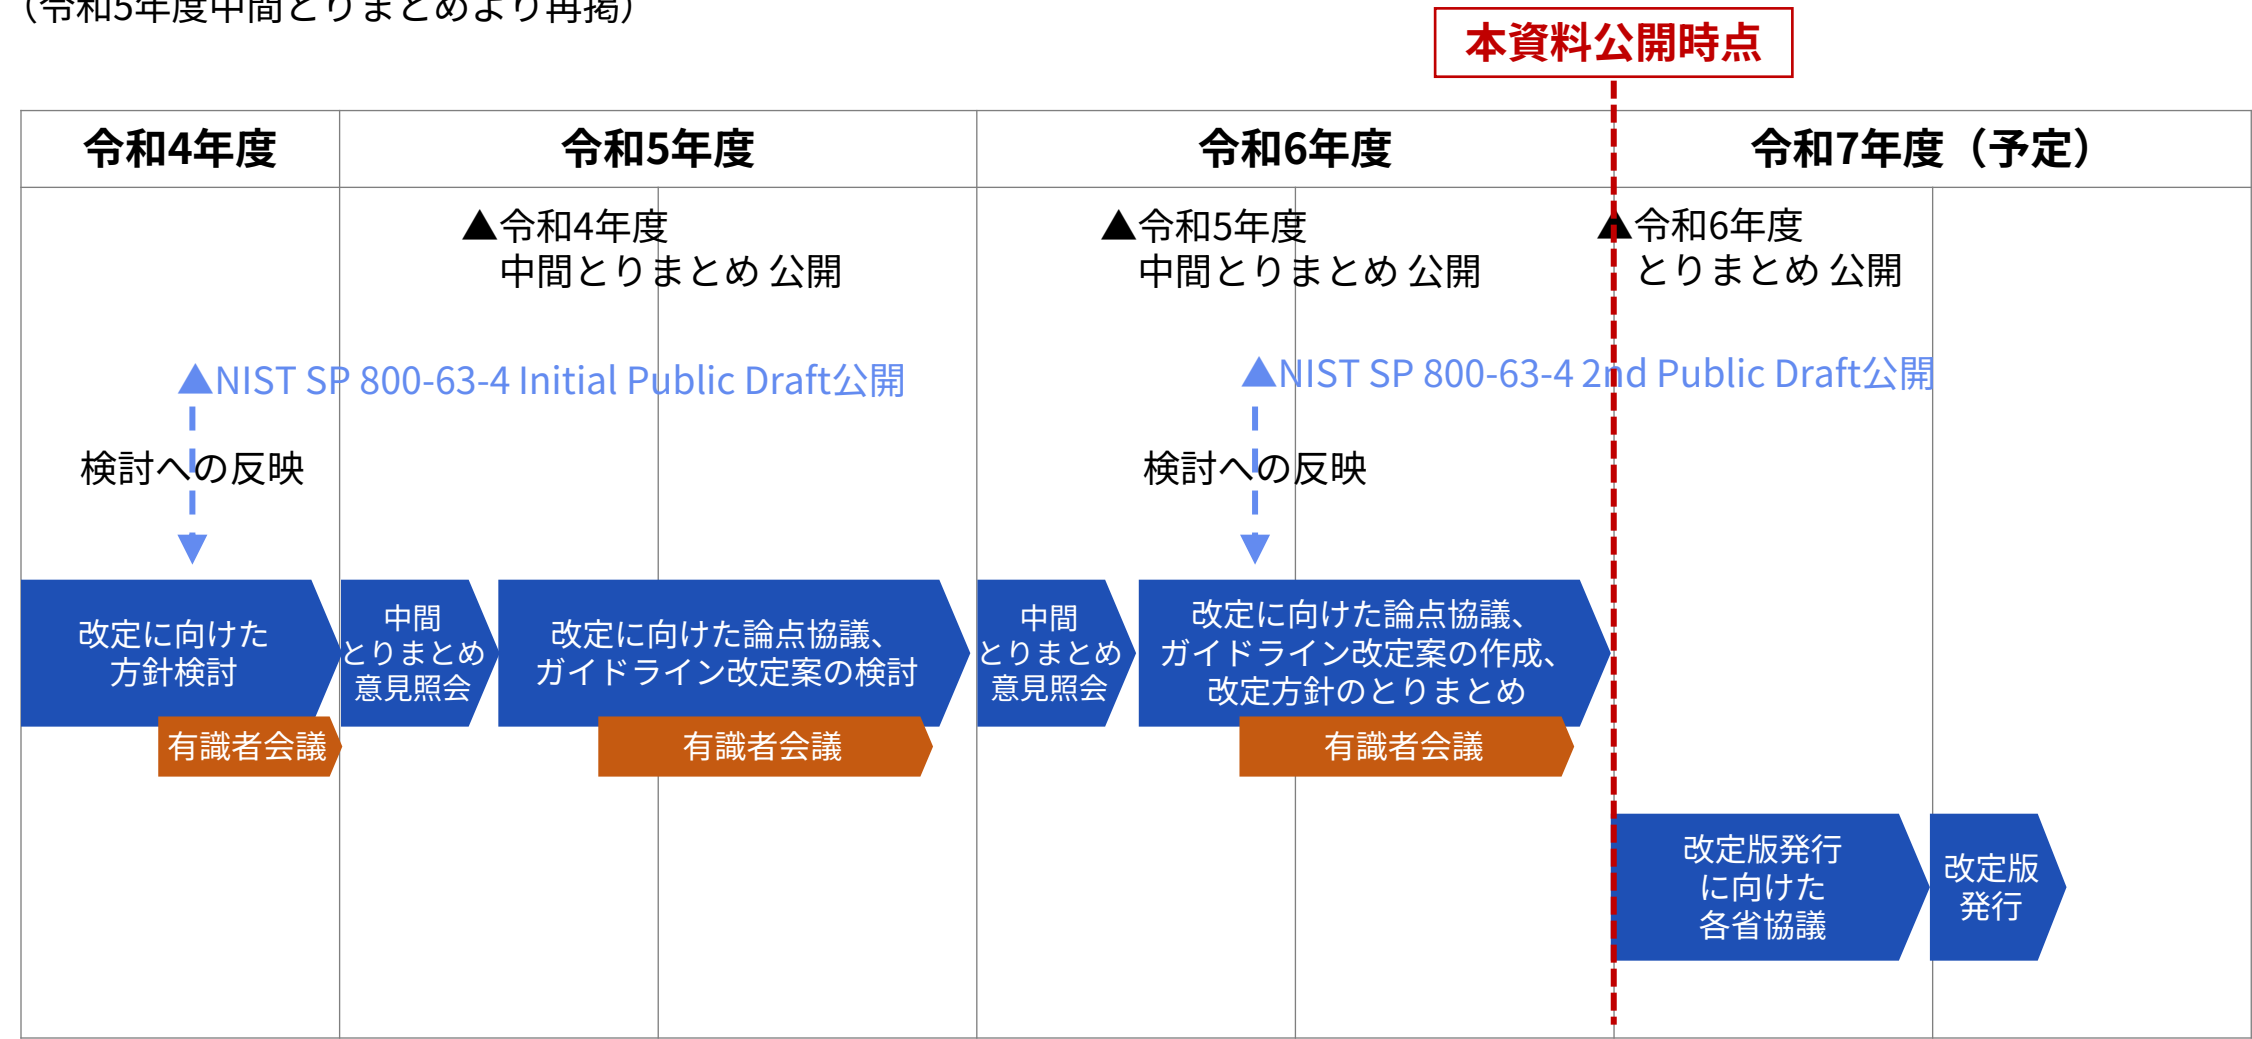 （令和5年度中間とりまとめより再掲）
本資料公開時点
令和4年度
令和5年度
令和6年度
令和7年度（予定）
▲令和4年度
中間とりまとめ 公開
▲令和5年度
中間とりまとめ 公開
▲令和6年度
とりまとめ 公開
▲NIST SP 800-63-4 Initial Public Draft公開
▲NIST SP 800-63-4 2nd Public Draft公開
検討への反映
検討への反映
改定に向けた
方針検討
中間
とりまとめ
意見照会
改定に向けた論点協議、
ガイドライン改定案の検討
中間
とりまとめ
意見照会
改定に向けた論点協議、
ガイドライン改定案の作成、
改定方針のとりまとめ
有識者会議
有識者会議
有識者会議
改定版発行
に向けた
各省協議
改定版
発行